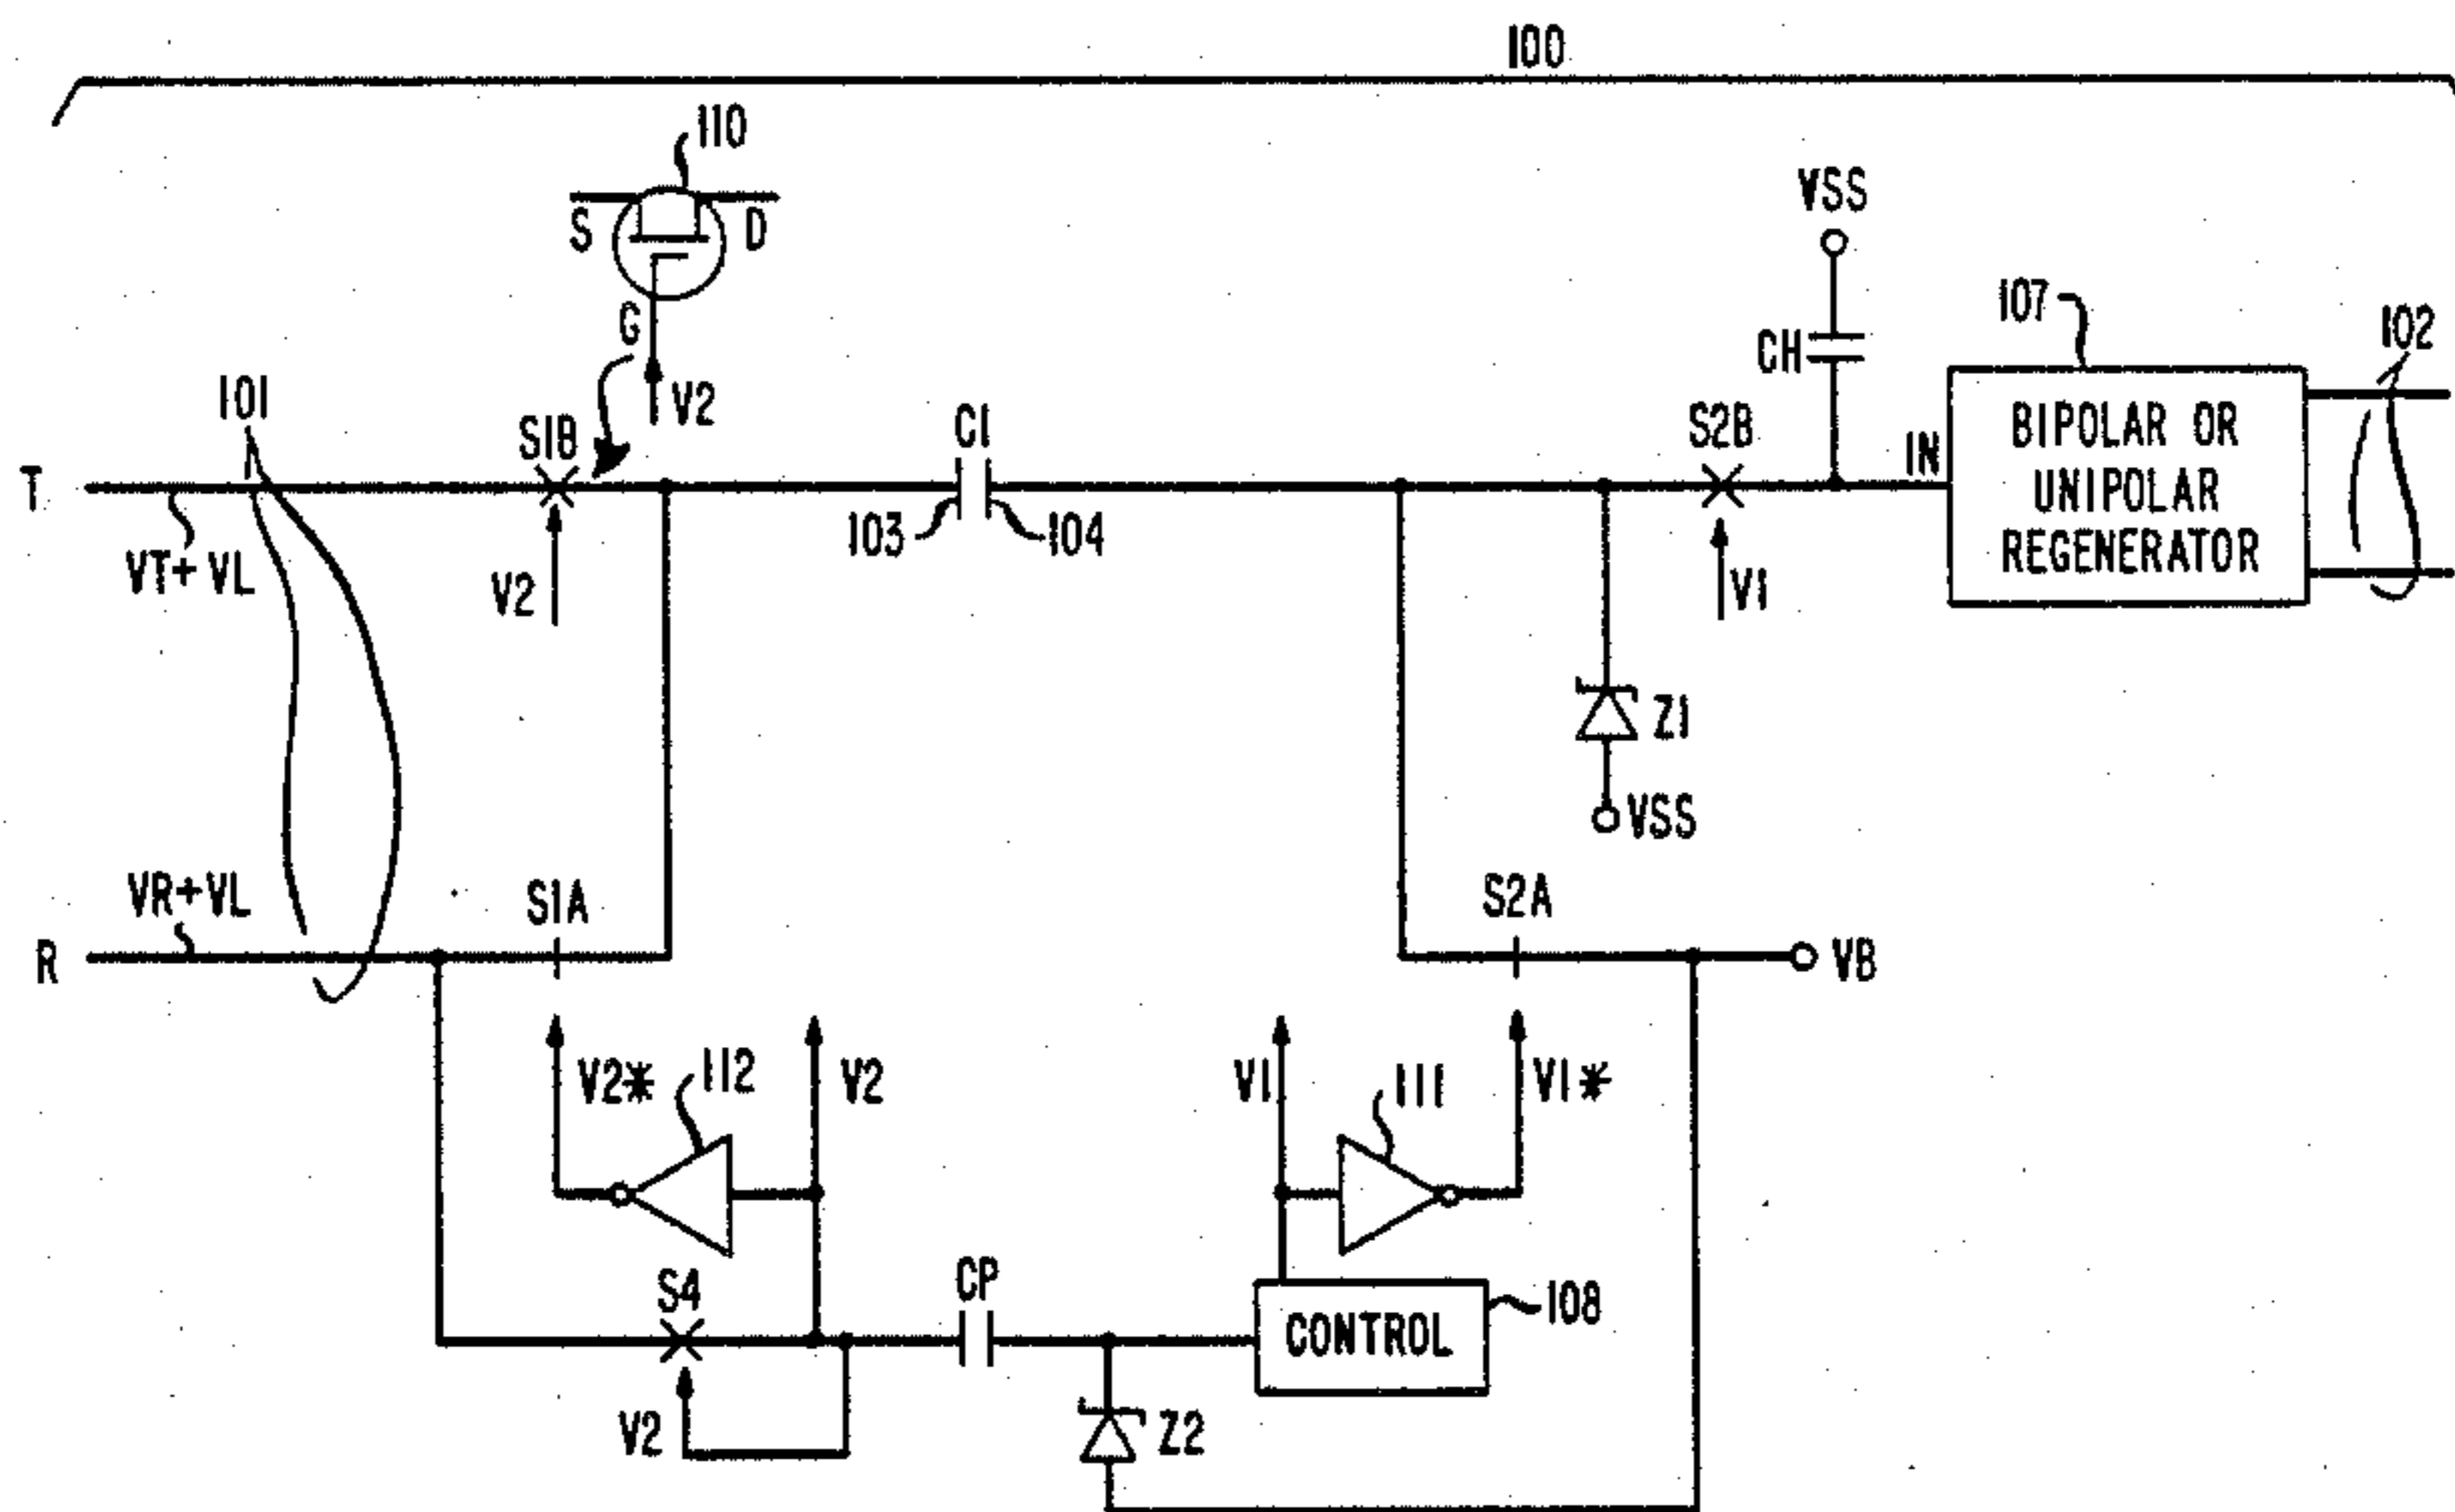 100
110
S
D
G
V2
VSS
107
102
CH
101
S1B
C1
S2B
IN
BIPOLAR OR
UNIPOLAR
REGENERATOR
T
VT+VL
V2
103
104
V1
Z1
VSS
VR+VL
S1A
S2A
R
VB
V2*
112
V2
V1
111
V1*
S4
CP
CONTROL
108
V2
Z2